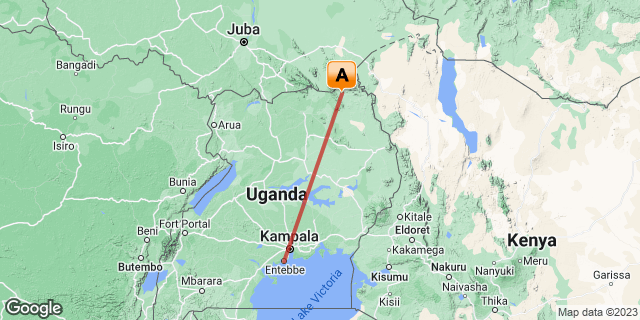 Juba
Bangadi
A
Rungu
Isiro
Arua
Bunia
Uganda
Kitale
Beni
Fort Portal
Eldoret
Kakamega
Kenya
Kampala
Butembo
Entebbe
Kisumu
Nakuru
Nanyuki
Meru
Garissa
Mbarara
Lake Victoria
Kisii
Naivasha
Thika
Google
Map data ©2023